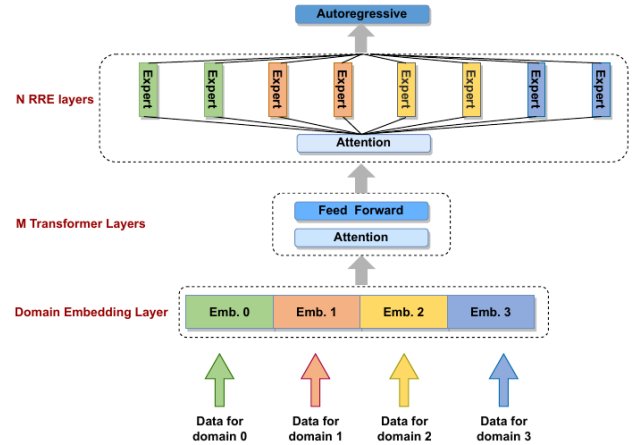 Autoregressive
N RRE layers
Expert
Expert
Expert
Expert
Expert
Expert
Expert
Expert
Attention
M Transformer Layers
Feed Forward
Attention
Domain Embedding Layer
Emb. 0
Emb. 1
Emb. 2
Emb. 3
Data for
domain 0
Data for
domain 1
Data for
domain 2
Data for
domain 3